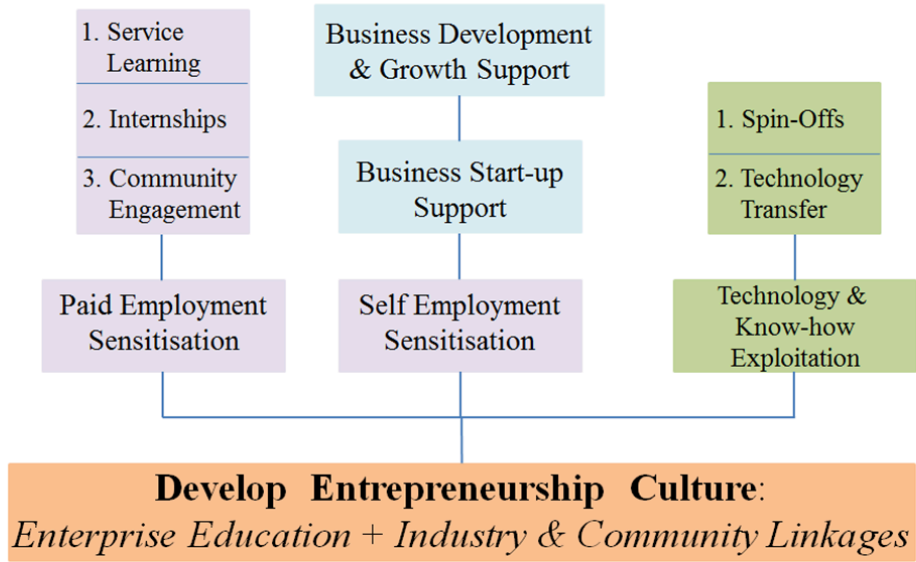 1. Service
Learning
2. Internships
3. Community
Engagement
Business Development
& Growth Support
Business Start-up
Support
1. Spin-Offs
2. Technology
Transfer
Paid Employment
Sensitisation
Self Employment
Sensitisation
Technology &
Know-how
Exploitation
Develop Entrepreneurship Culture:
Enterprise Education + Industry & Community Linkages